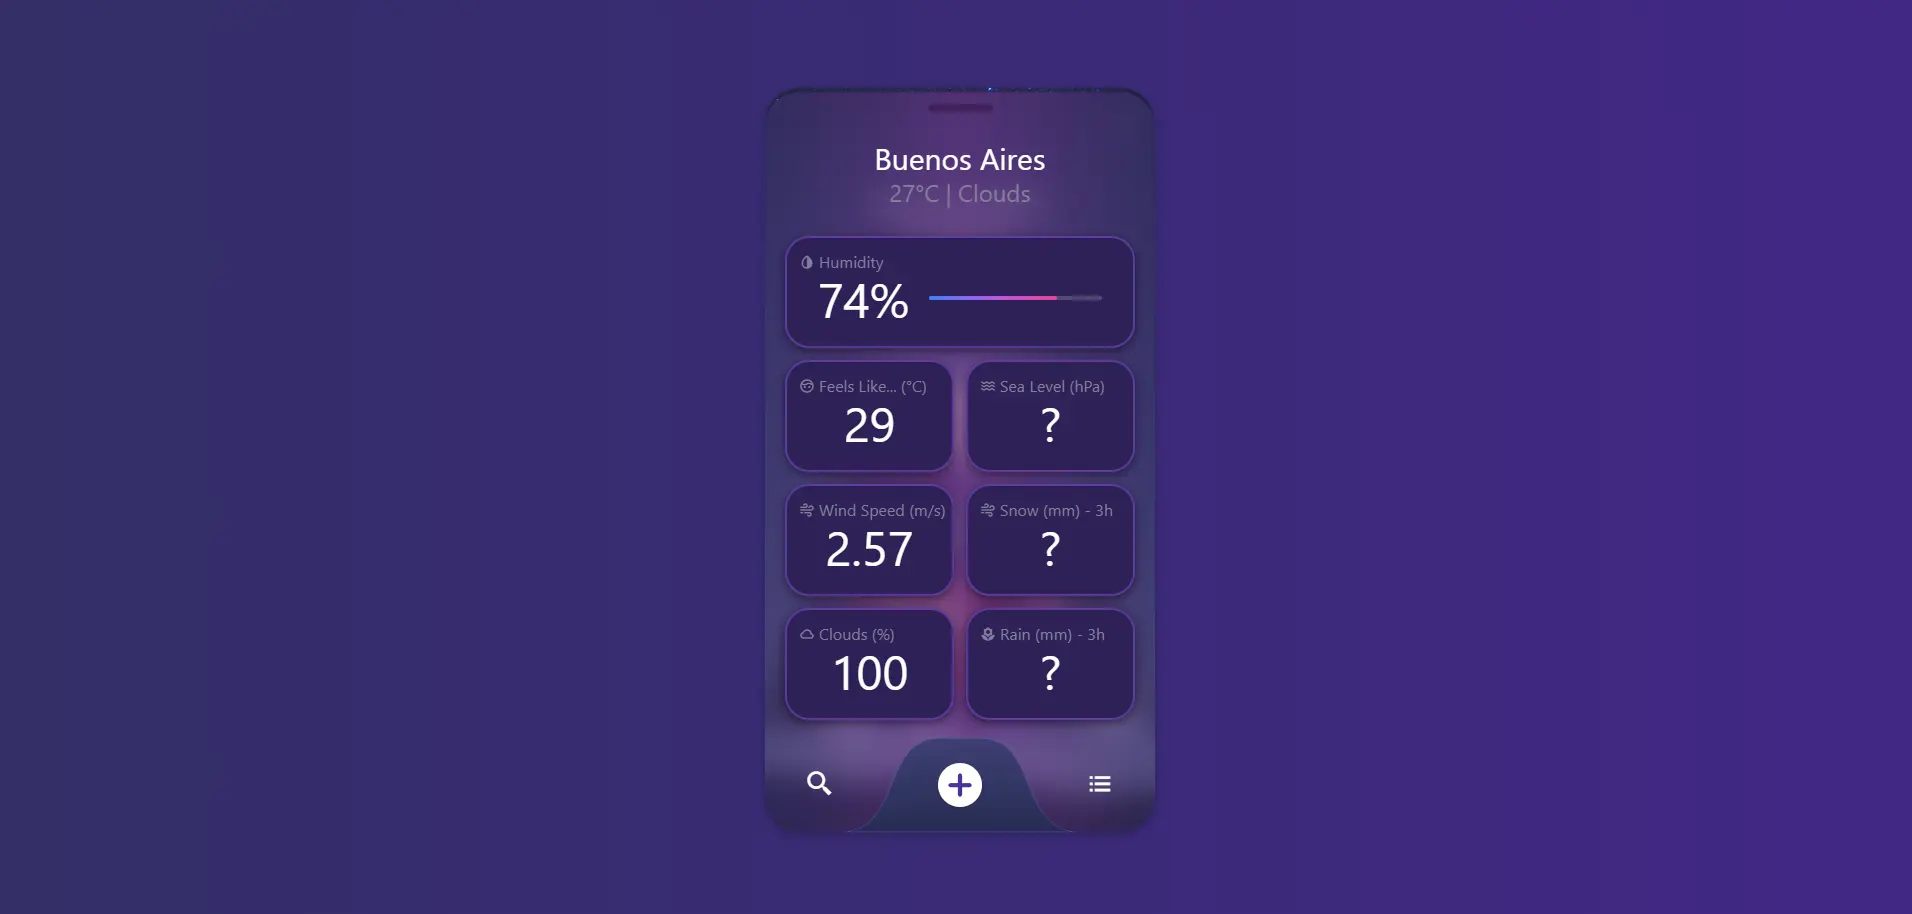 Buenos Aires
27°C | Clouds
Humidity
74%
Feels Like... (°C)
29
Sea Level (hPa)
?
Wind Speed (m/s)
2.57
Snow (mm) - 3h
?
Clouds (%)
100
Rain (mm) - 3h
?